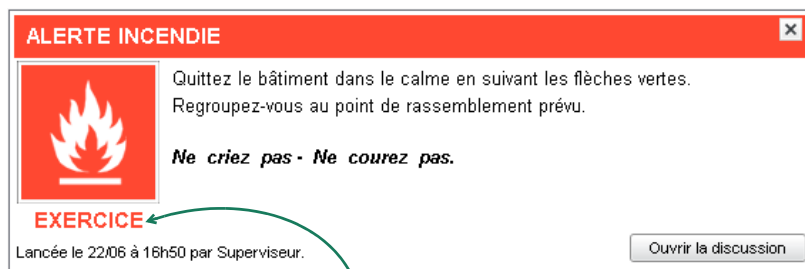 ALERTE INCENDIE
Quittez le bâtiment dans le calme en suivant les flèches vertes.
Regroupez-vous au point de rassemblement prévu.
Ne criez pas - Ne courez pas.
EXERCICE
Lancée le 22/06 à 16h50 par Superviseur.
Ouvrir la discussion